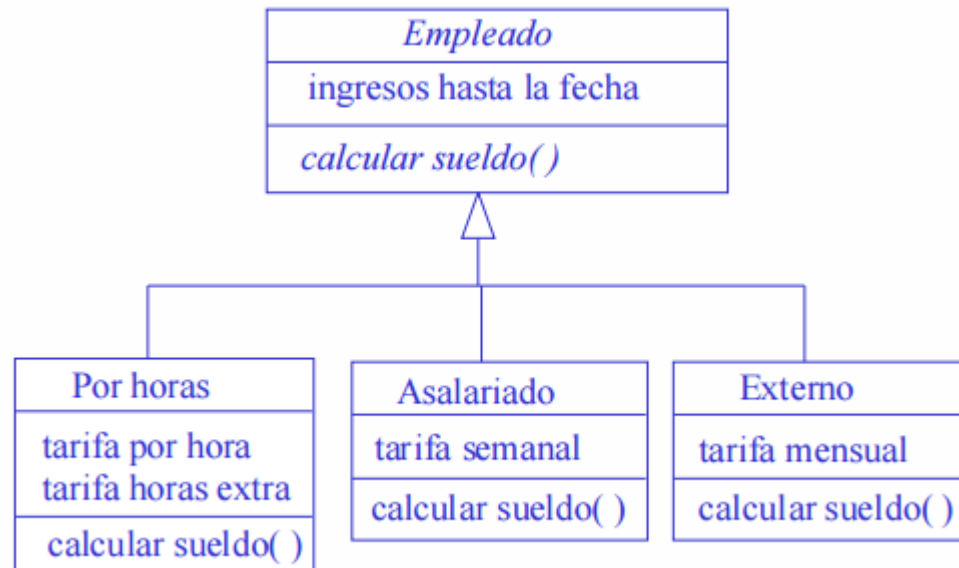 Empleado
ingresos hasta la fecha
calcular sueldo( )
Por horas
tarifa por hora
tarifa horas extra
calcular sueldo( )
Asalariado
tarifa semanal
calcular sueldo( )
Externo
tarifa mensual
calcular sueldo( )